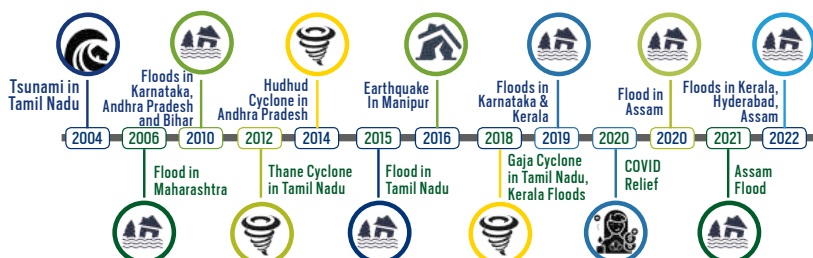 Tsunami in
Tamil Nadu
Floods in
Karnataka,
Andhra Pradesh
and Bihar
Hudhud
Cyclone in
Andhra Pradesh
Earthquake
In Manipur
Floods in
Karnataka &
Kerala
Flood in
Assam
Floods in Kerala,
Hyderabad,
Assam
2004 2006 2010 2012 2014 2015 2016 2018 2019 2020 2020 2021 2022
Flood in
Maharashtra
Thane Cyclone
in Tamil Nadu
Flood in
Tamil Nadu
Gaja Cyclone
in Tamil Nadu,
Kerala Floods
COVID
Relief
Assam
Flood